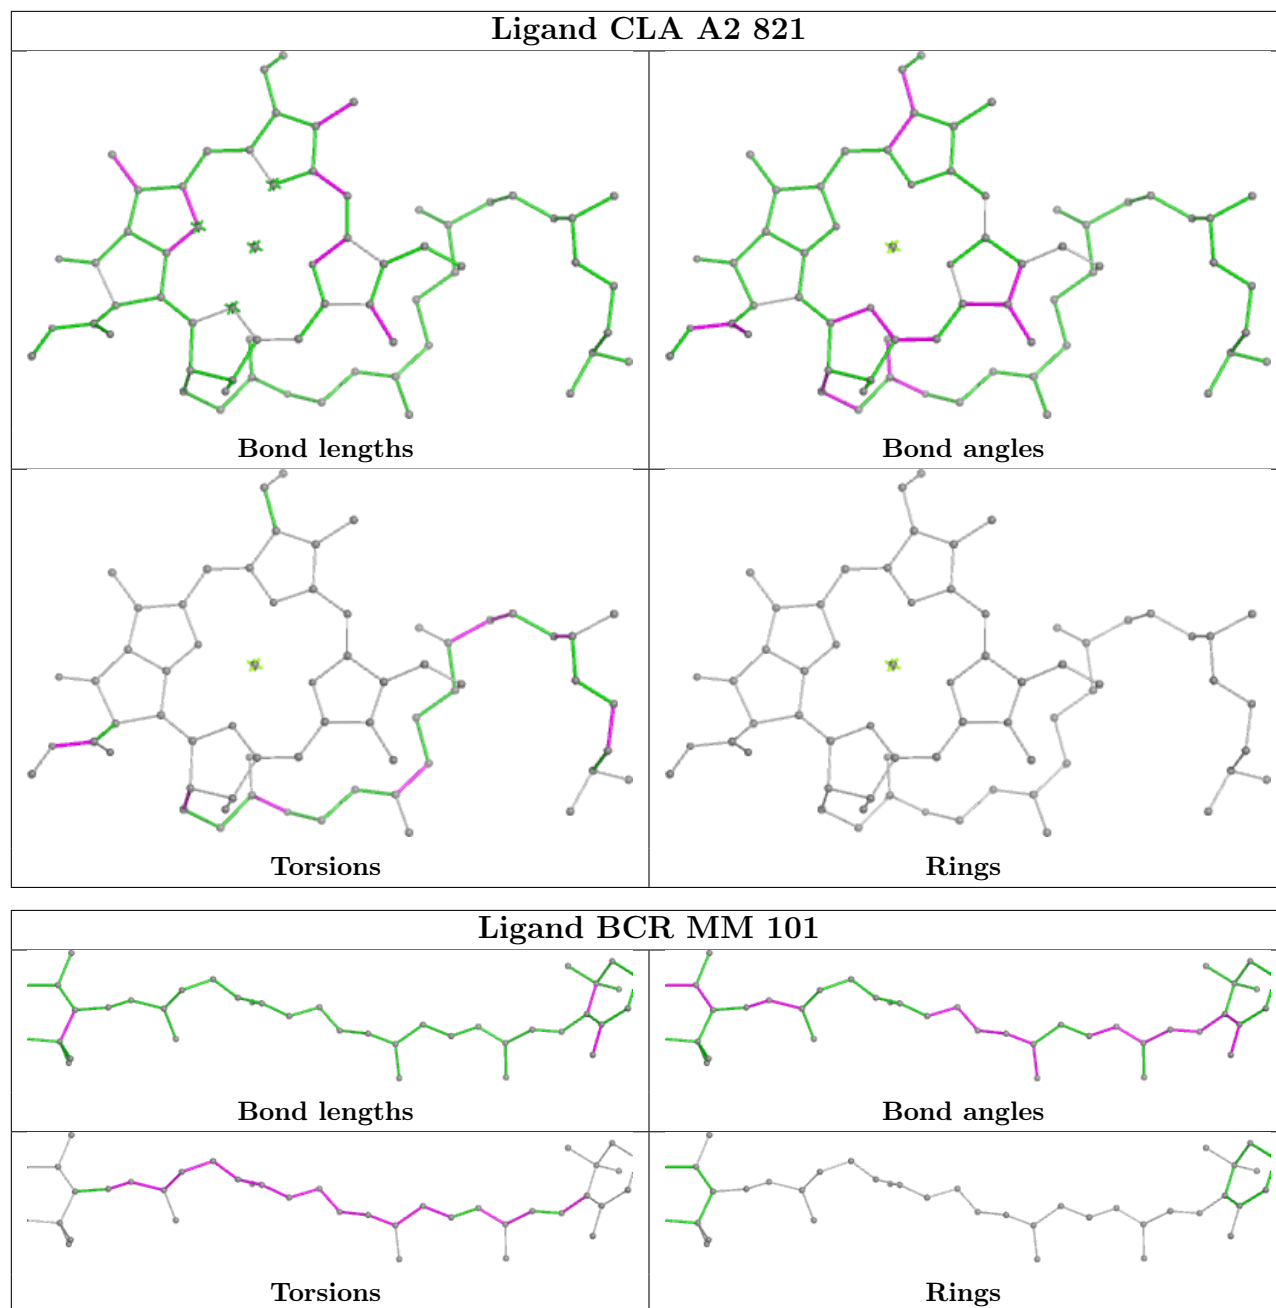 Ligand CLA A2 821
Bond lengths
Bond angles
Torsions
Rings
Ligand BCR MM 101
Bond lengths
Bond angles
Torsions
Rings